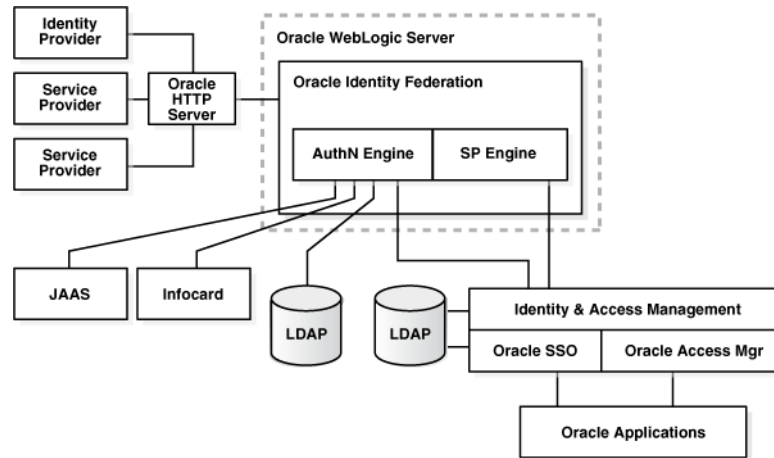 Identity
Provider
Service
Provider
Service
Provider
Oracle
HTTP
Server
Oracle WebLogic Server
Oracle Identity Federation
AuthN Engine
SP Engine
JAAS
Infocard
LDAP
LDAP
Identity & Access Management
Oracle SSO
Oracle Access Mgr
Oracle Applications